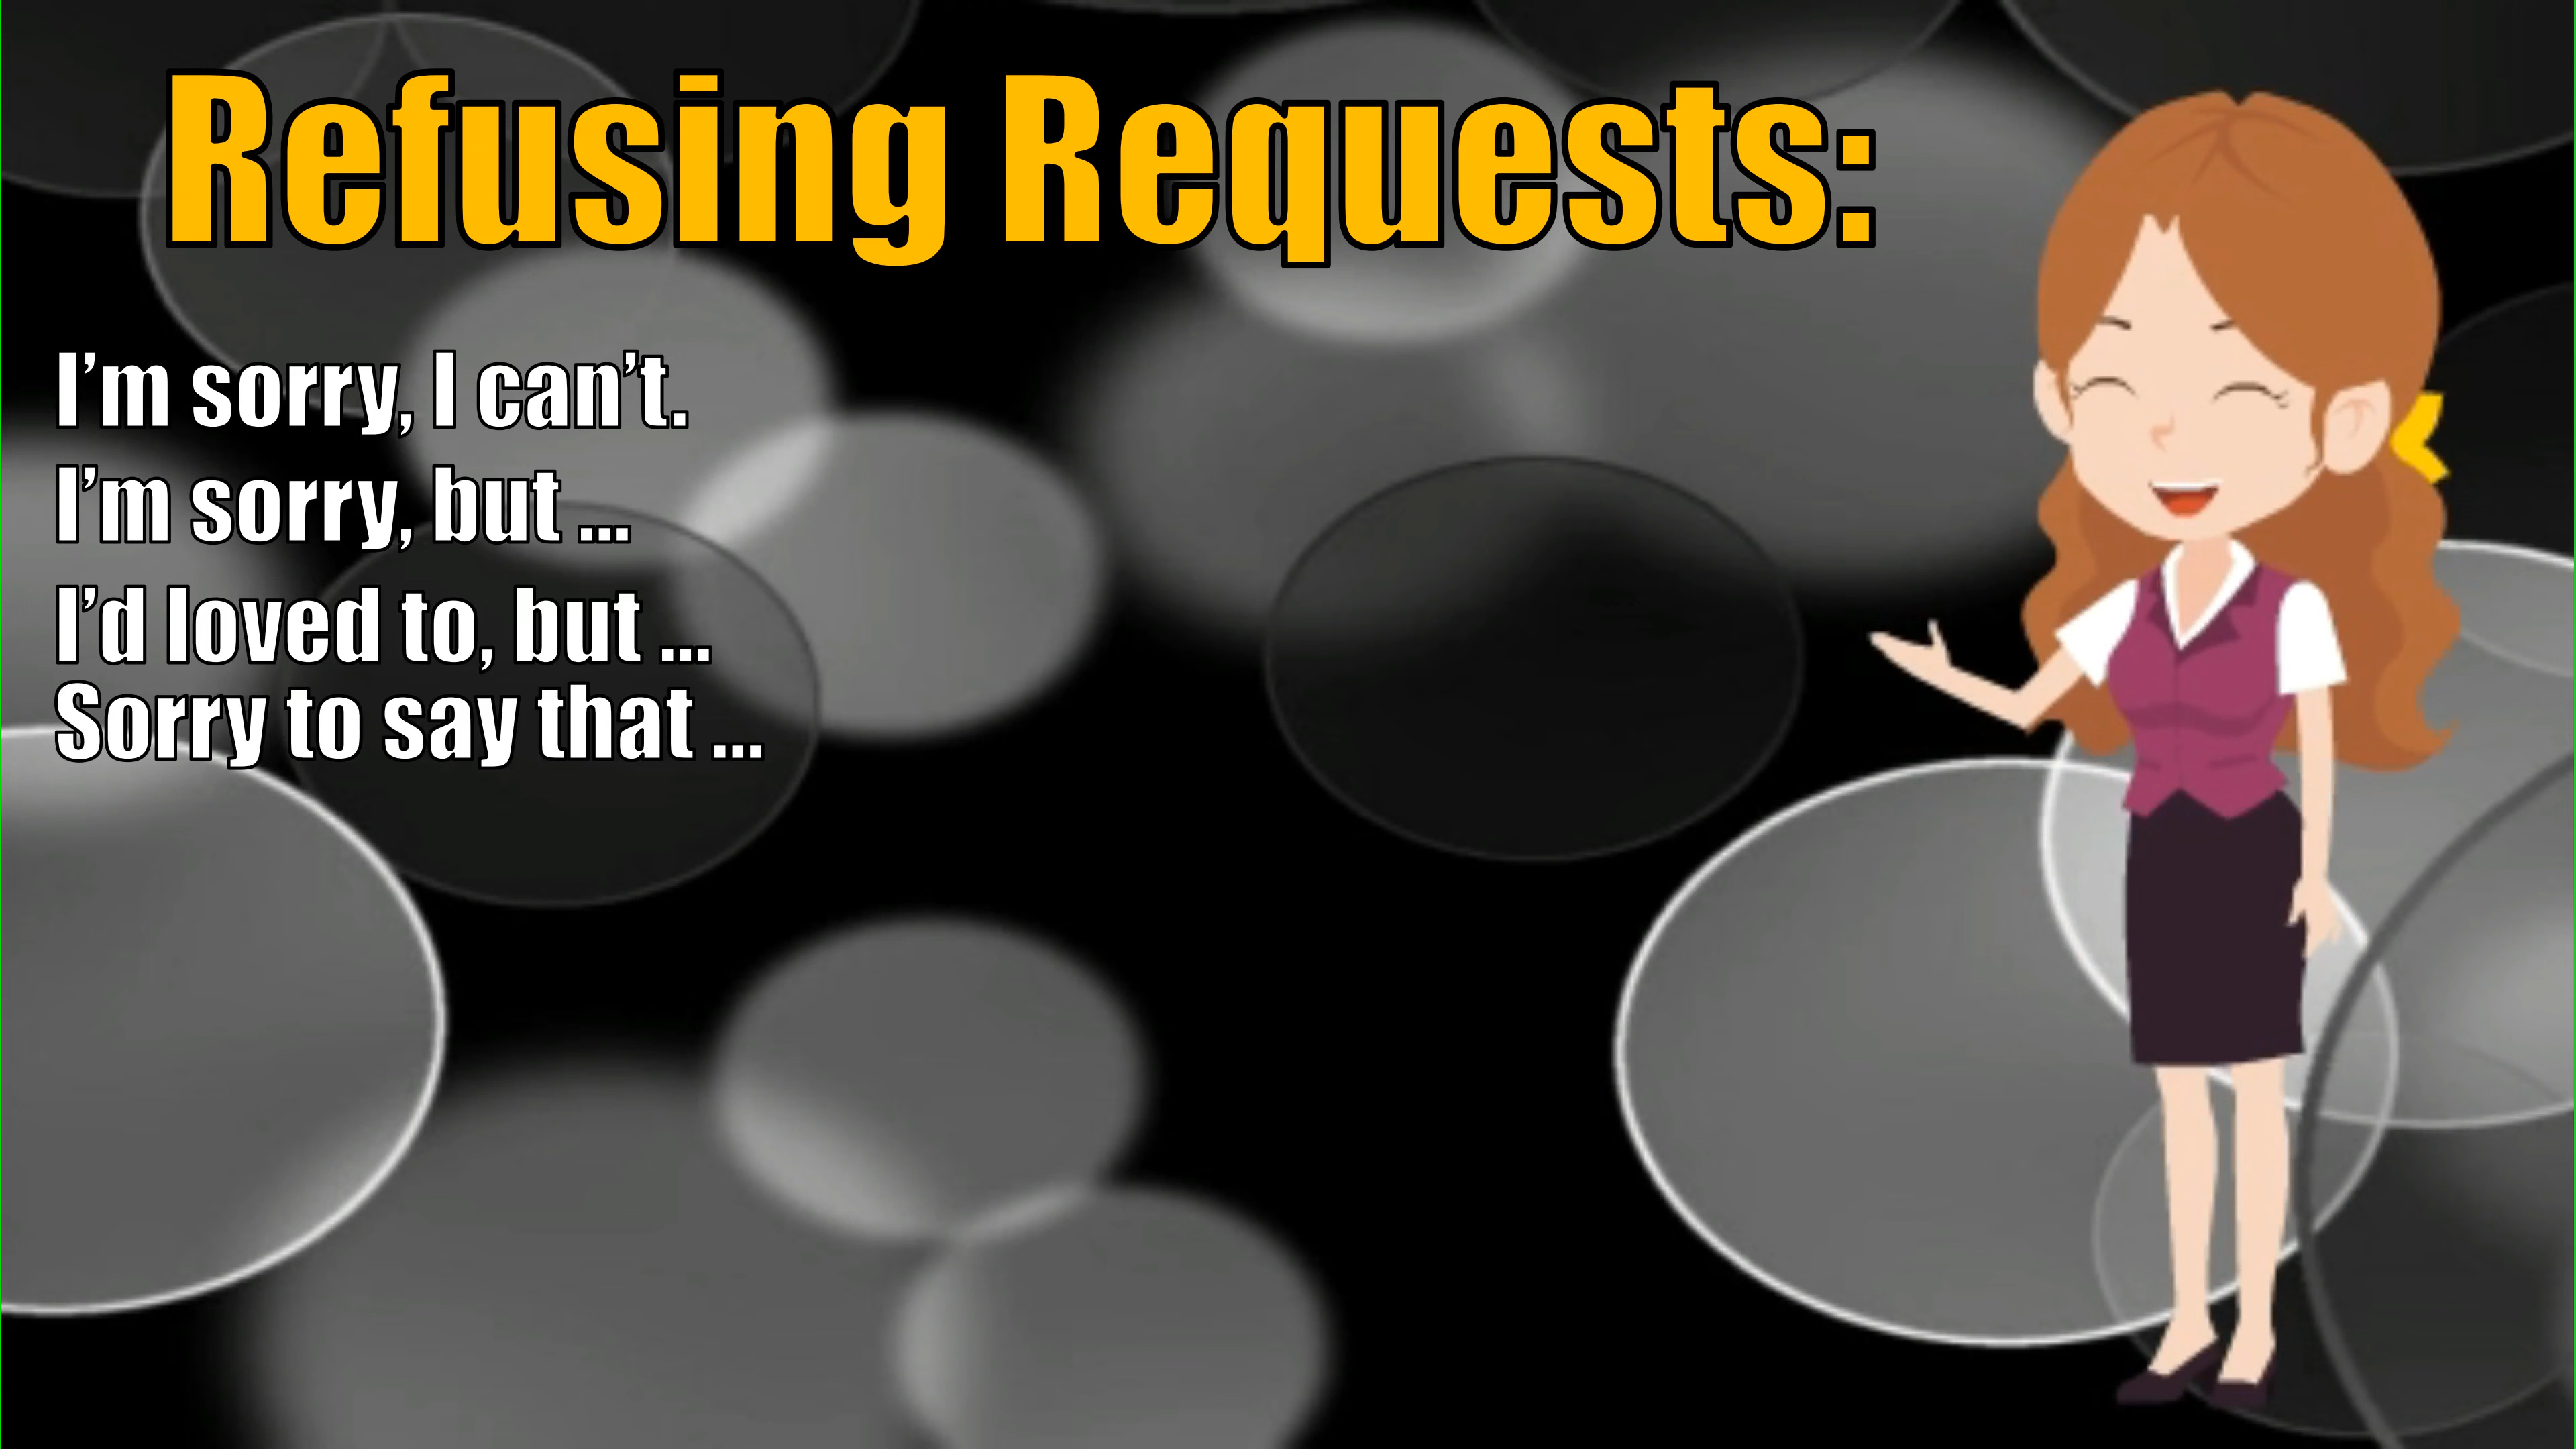 Refusing Requests:
I’m sorry, I can’t.
I’m sorry, but ...
I’d loved to, but ...
Sorry to say that ...